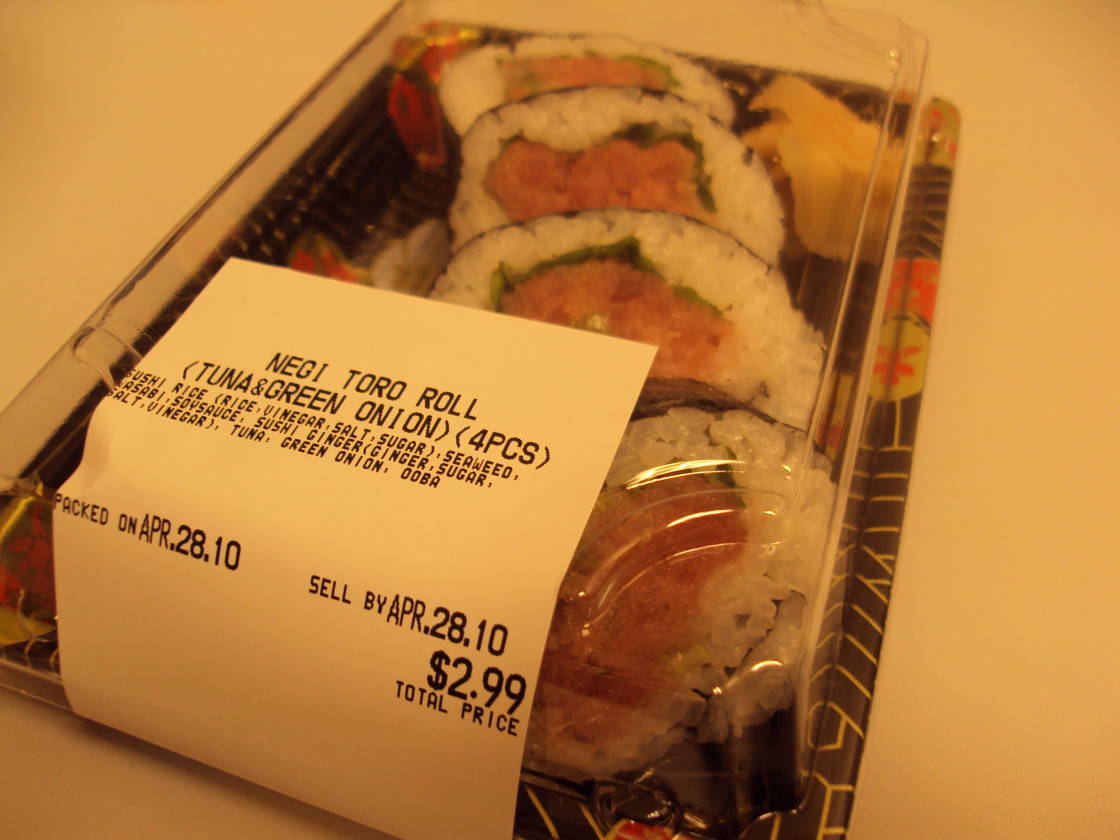 NEGI TORO ROLL
(TUNA&GREEN ONION)(4PCS)
SUSHI RICE (RICE,VINEGAR,SALT,SUGAR),SEAWEED,
WASABI,SOYSAUCE, SUSHI GINGER(GINGER,SUGAR,
SALT,VINEGAR), TUNA, GREEN ONION, OOBA
PACKED ON APR.28.10
SELL BY APR.28.10
$2.99
TOTAL PRICE